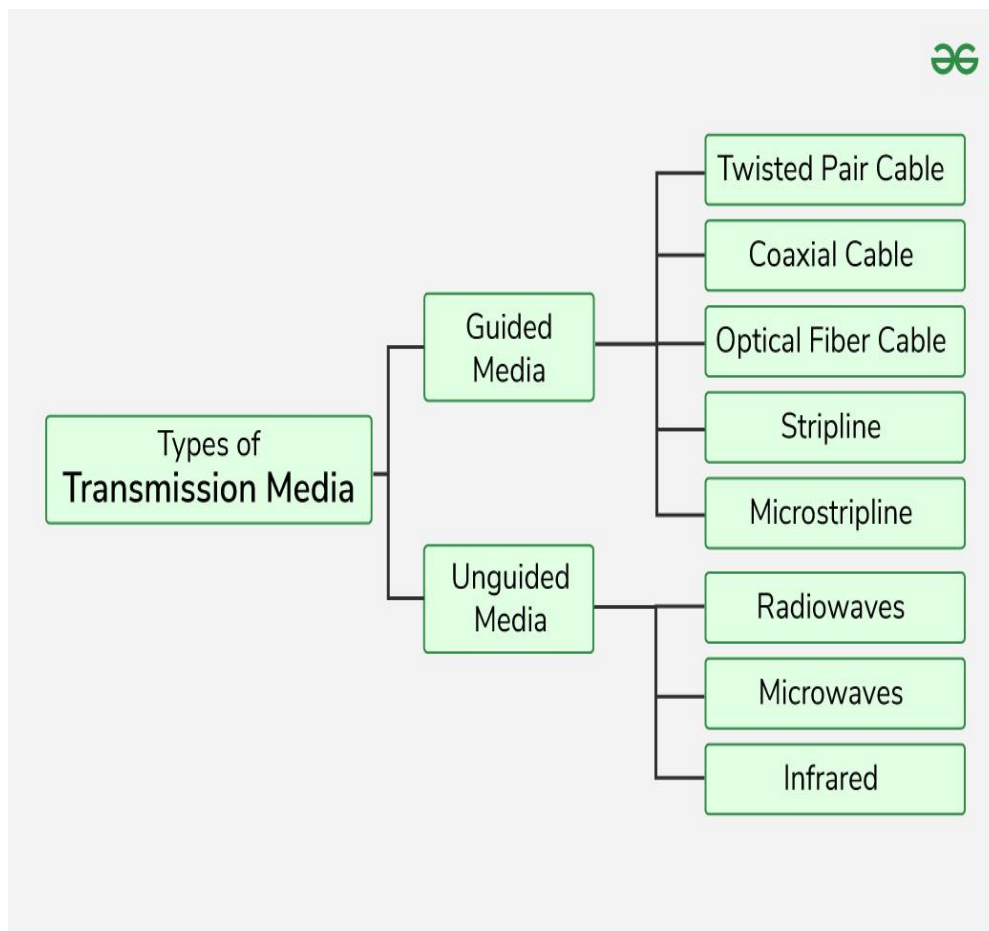 Types of
Transmission Media
Guided
Media
Unguided
Media
Twisted Pair Cable
Coaxial Cable
Optical Fiber Cable
Stripline
Microstripline
Radiowaves
Microwaves
Infrared